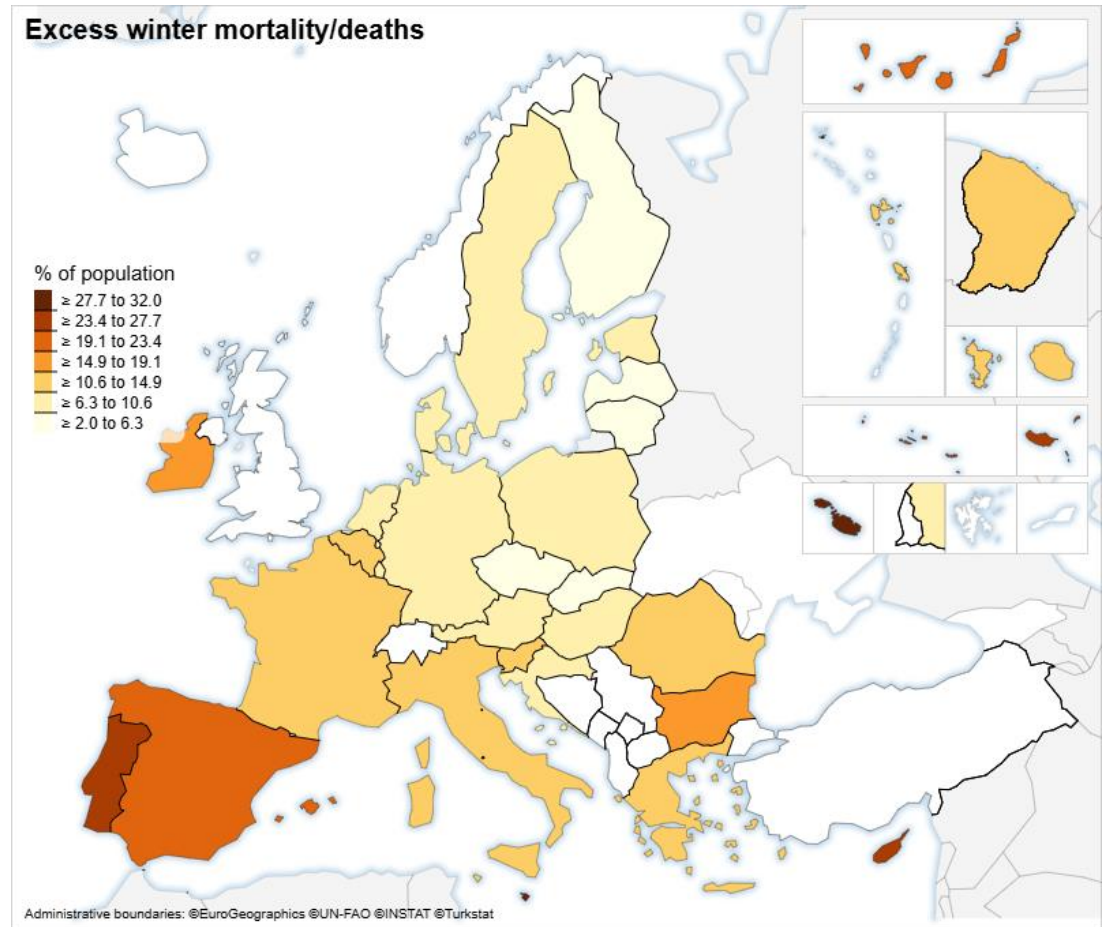 Excess winter mortality/deaths
% of population
≥ 27.7 to 32.0
≥ 23.4 to 27.7
≥ 19.1 to 23.4
≥ 14.9 to 19.1
≥ 10.6 to 14.9
≥ 6.3 to 10.6
≥ 2.0 to 6.3
Administrative boundaries: ©EuroGeographics ©UN-FAO ©INSTAT ©Turkstat